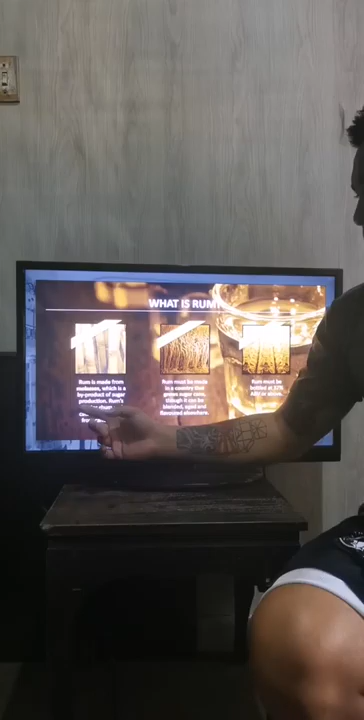 WHAT IS RUM?
Rum is made from
molasses, which is a
by-product of sugar
production. Rum's
Rum must be made
in a country that
grows sugar cane,
though it can be
blended, aged and
flavoured elsewhere.
Rum must be
bottled at 37%
ABV or above.